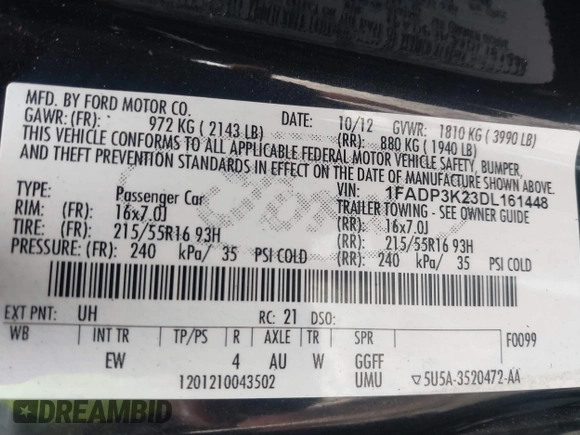 MFD. BY FORD MOTOR CO.
DATE: 10/12 GVWR: 1810 KG ( 3990 LB)
GAWR: (FR): 972 KG ( 2143 LB) (RR): 880 KG ( 1940 LB)
THIS VEHICLE CONFORMS TO ALL APPLICABLE FEDERAL MOTOR VEHICLE SAFETY, BUMPER,
AND THEFT PREVENTION STANDARDS IN EFFECT ON THE DATE OF MANUFACTURE SHOWN ABOVE.
VIN: 1FADP3K23DL161448
TYPE: Passenger Car TRAILER TOWING - SEE OWNER GUIDE
RIM: (FR): 16x7.0J (RR): 16x7.0J
TIRE: (FR): 215/55R16 93H (RR): 215/55R16 93H
PRESSURE: (FR): 240 kPa/ 35 PSI COLD (RR): 240 kPa/ 35 PSI COLD
EXT PNT: UH RC: 21 DSO:
WB INT TR TP/PS R AXLE TR SPR F0099
EW 4 AU W GGFF
1201210043502 UMU ▽5U5A-3520472-AA
DREAMBID